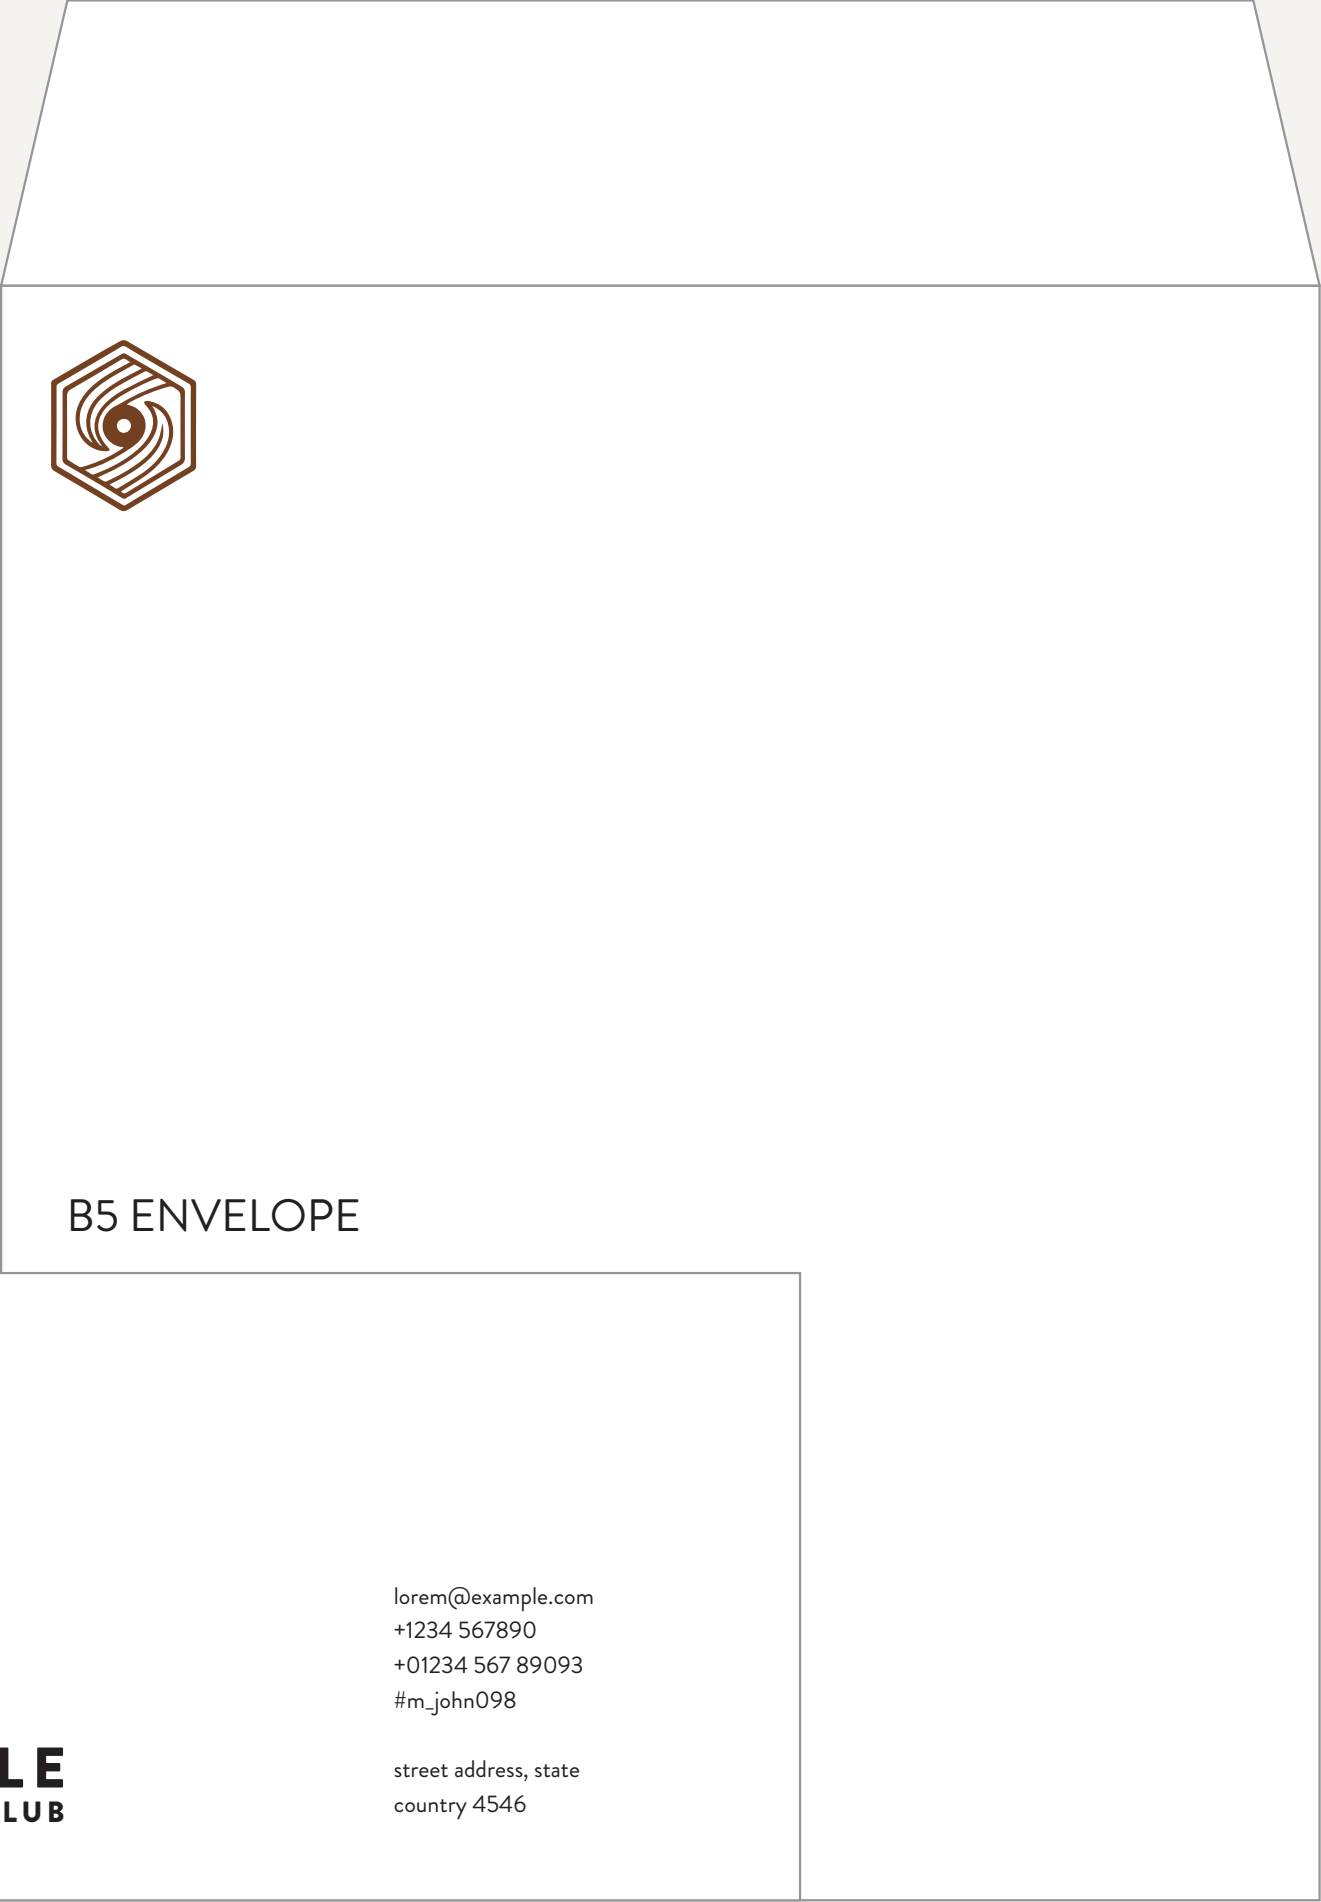 B5 ENVELOPE
lorem@example.com
+1234 567890
+01234 567 89093
#m_john098
street address, state
country 4546
LE
LUB